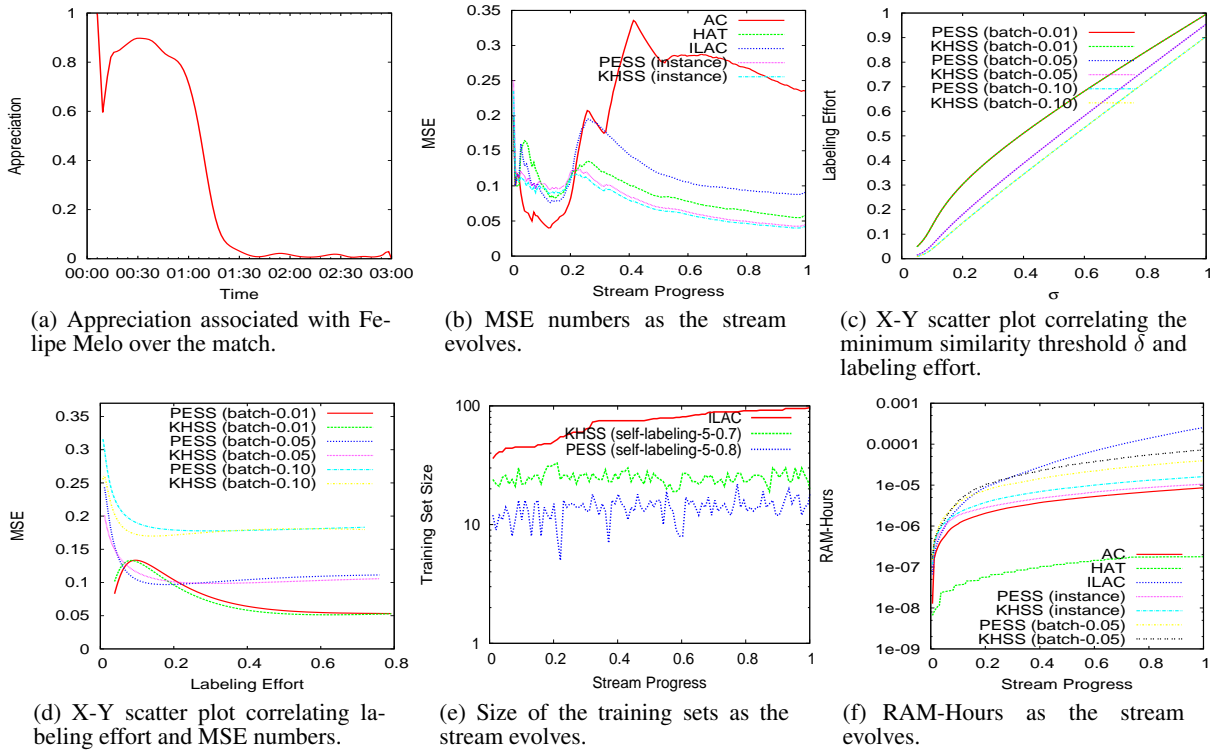 Appreciation
1
0.8
0.6
0.4
0.2
0
00:00 00:30 01:00 01:30 02:00 02:30 03:00
Time
(a) Appreciation associated with Fe-
lipe Melo over the match.
MSE
0.35
0.3
0.25
0.2
0.15
0.1
0.05
0
0 0.2 0.4 0.6 0.8 1
Stream Progress
AC
HAT
ILAC
PESS (instance)
KHSS (instance)
(b) MSE numbers as the stream
evolves.
Labeling Effort
1
0.9
0.8
0.7
0.6
0.5
0.4
0.3
0.2
0.1
0
0 0.2 0.4 0.6 0.8 1
σ
PESS (batch-0.01)
KHSS (batch-0.01)
PESS (batch-0.05)
KHSS (batch-0.05)
PESS (batch-0.10)
KHSS (batch-0.10)
(c) X-Y scatter plot correlating the
minimum similarity threshold δ and
labeling effort.
MSE
0.35
0.3
0.25
0.2
0.15
0.1
0.05
0
0 0.2 0.4 0.6 0.8
Labeling Effort
PESS (batch-0.01)
KHSS (batch-0.01)
PESS (batch-0.05)
KHSS (batch-0.05)
PESS (batch-0.10)
KHSS (batch-0.10)
(d) X-Y scatter plot correlating la-
beling effort and MSE numbers.
Training Set Size
100
10
1
0 0.2 0.4 0.6 0.8 1
Stream Progress
ILAC
KHSS (self-labeling-5-0.7)
PESS (self-labeling-5-0.8)
(e) Size of the training sets as the
stream evolves.
RAM-Hours
0.001
0.0001
1e-05
1e-06
1e-07
1e-08
1e-09
0 0.2 0.4 0.6 0.8 1
Stream Progress
AC
HAT
ILAC
PESS (instance)
KHSS (instance)
PESS (batch-0.05)
KHSS (batch-0.05)
(f) RAM-Hours as the stream
evolves.